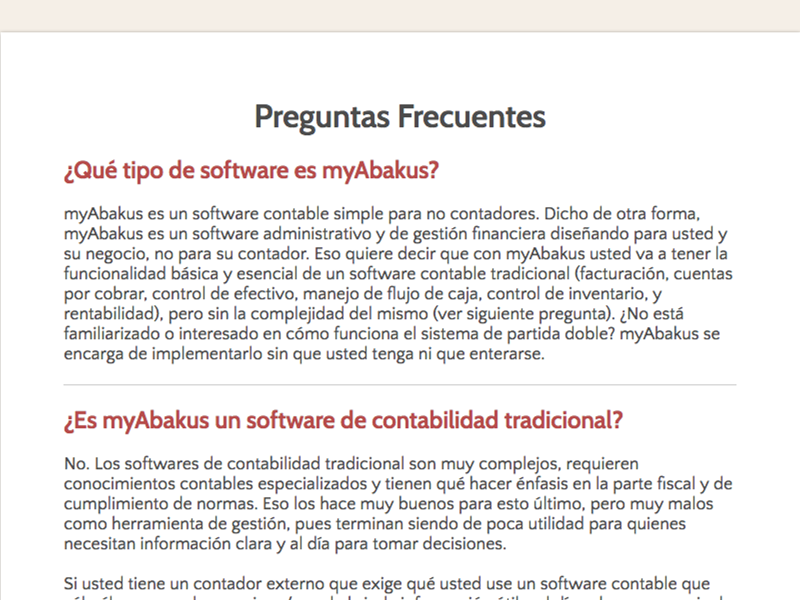 Preguntas Frecuentes
¿Qué tipo de software es myAbakus?
myAbakus es un software contable simple para no contadores. Dicho de otra forma,
myAbakus es un software administrativo y de gestión financiera diseñando para usted y
su negocio, no para su contador. Eso quiere decir que con myAbakus usted va a tener la
funcionalidad básica y esencial de un software contable tradicional (facturación, cuentas
por cobrar, control de efectivo, manejo de flujo de caja, control de inventario, y
rentabilidad), pero sin la complejidad del mismo (ver siguiente pregunta). ¿No está
familiarizado o interesado en cómo funciona el sistema de partida doble? myAbakus se
encarga de implementarlo sin que usted tenga ni que enterarse.
¿Es myAbakus un software de contabilidad tradicional?
No. Los softwares de contabilidad tradicional son muy complejos, requieren
conocimientos contables especializados y tienen qué hacer énfasis en la parte fiscal y de
cumplimiento de normas. Eso los hace muy buenos para esto último, pero muy malos
como herramienta de gestión, pues terminan siendo de poca utilidad para quienes
necesitan información clara y al día para tomar decisiones.
Si usted tiene un contador externo que exige qué usted use un software contable que